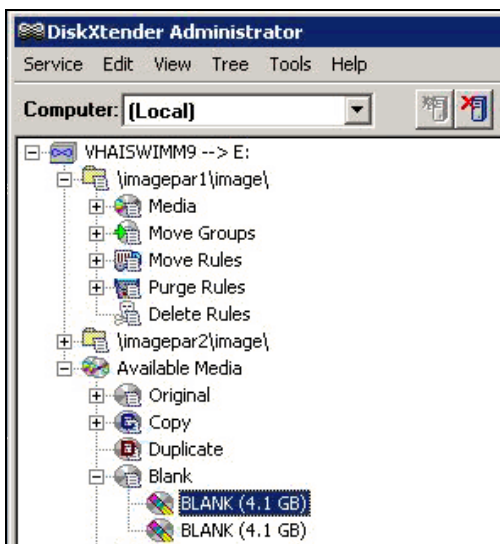 DiskXtender Administrator
Service Edit View Tree Tools Help
Computer: (Local)
VHAISWIMM9 --> E:
\imagepar1\image\
Media
Move Groups
Move Rules
Purge Rules
Delete Rules
\imagepar2\image\
Available Media
Original
Copy
Duplicate
Blank
BLANK (4.1 GB)
BLANK (4.1 GB)